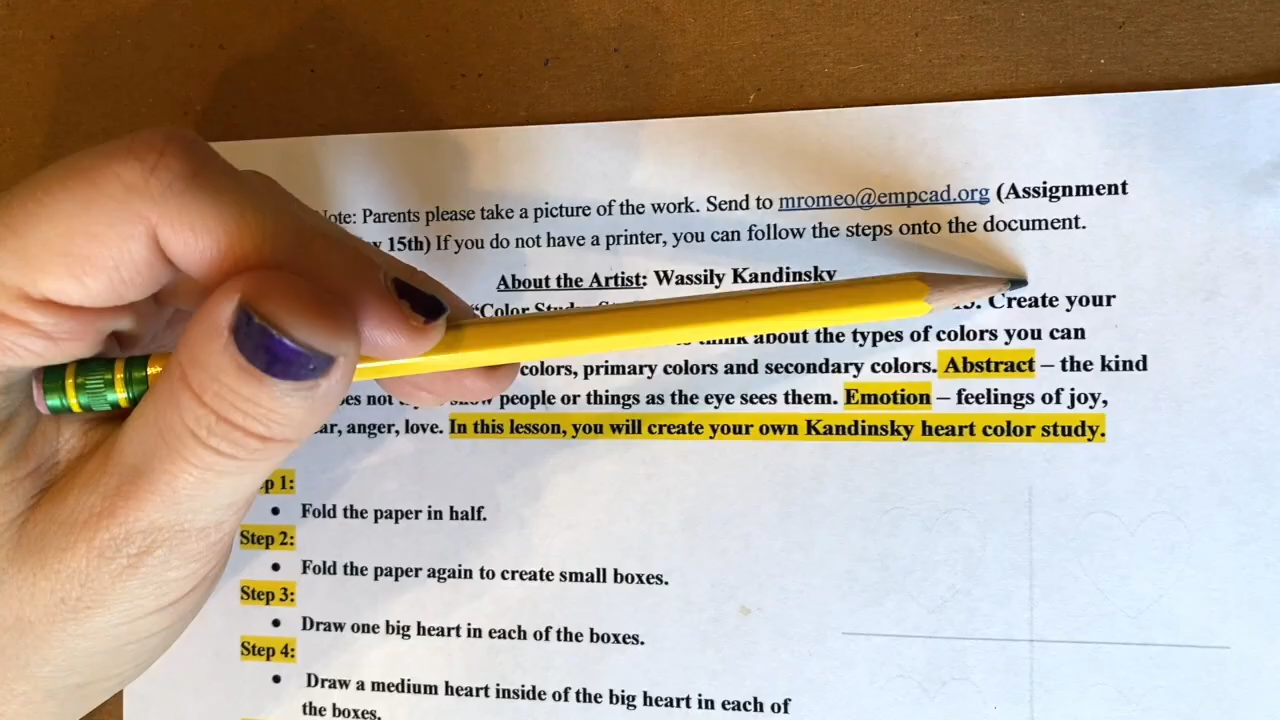 Note: Parents please take a picture of the work. Send to mromeo@empcad.org (Assignment
15th) If you do not have a printer, you can follow the steps onto the document.
About the Artist: Wassily Kandinsky
“Color Study Create your
think about the types of colors you can
colors, primary colors and secondary colors. Abstract – the kind
not show people or things as the eye sees them. Emotion – feelings of joy,
anger, love. In this lesson, you will create your own Kandinsky heart color study.
Step 1:
• Fold the paper in half.
Step 2:
• Fold the paper again to create small boxes.
Step 3:
• Draw one big heart in each of the boxes.
Step 4:
• Draw a medium heart inside of the big heart in each of
the boxes.